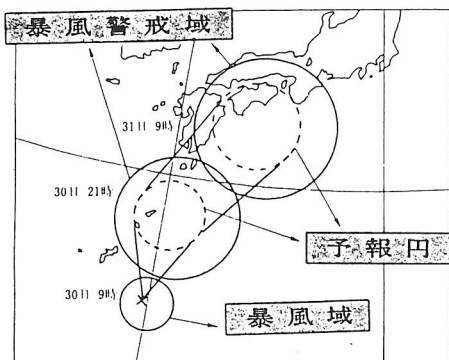 暴風警戒域
31日 9時
30日 21時
予報円
30日 9時
暴風域